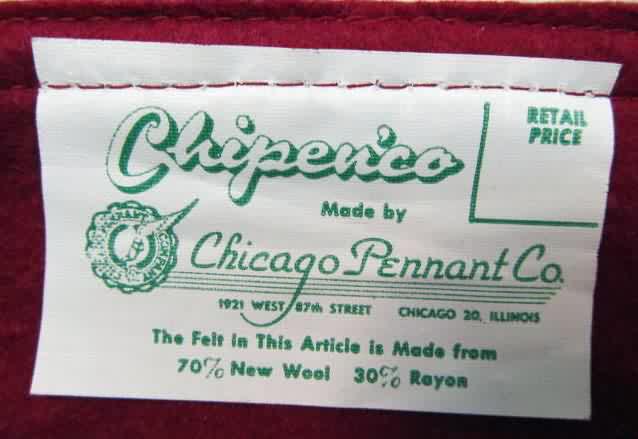 Chipen'co
RETAIL
PRICE
Made by
Chicago Pennant Co.
1921 WEST 87th STREET CHICAGO 20, ILLINOIS
The Felt in This Article is Made from
70% New Wool 30% Rayon